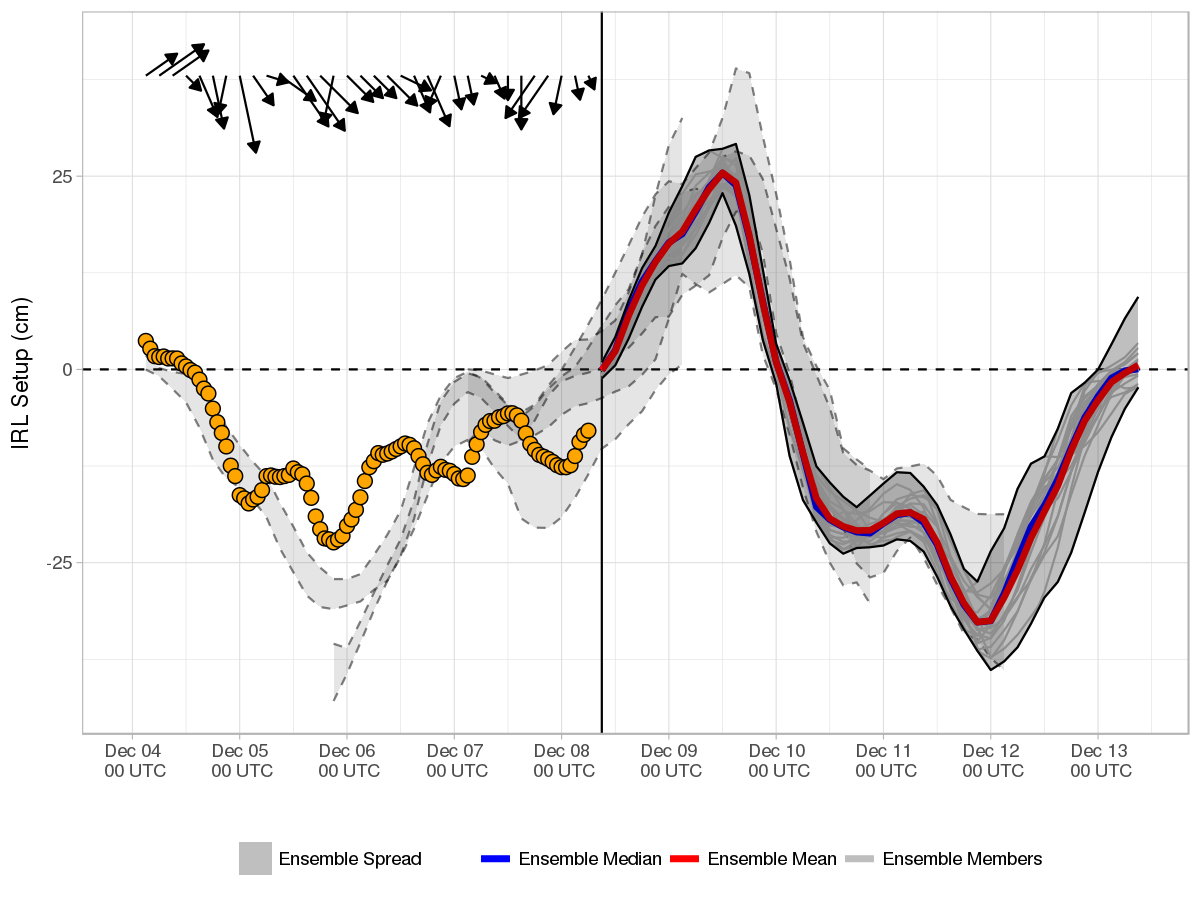 IRL Setup (cm)
25
0
-25
Dec 04 Dec 05 Dec 06 Dec 07 Dec 08 Dec 09 Dec 10 Dec 11 Dec 12 Dec 13
00 UTC 00 UTC 00 UTC 00 UTC 00 UTC 00 UTC 00 UTC 00 UTC 00 UTC 00 UTC
Ensemble Spread Ensemble Median Ensemble Mean Ensemble Members